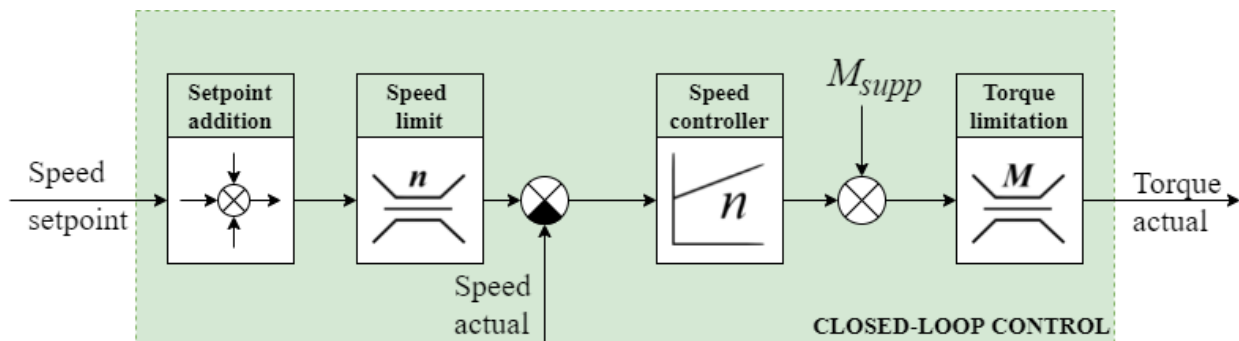 Setpoint
addition
Speed
limit
Speed
controller
M_supp
Torque
limitation
Speed
setpoint
n
n
M
Torque
actual
Speed
actual
CLOSED-LOOP CONTROL